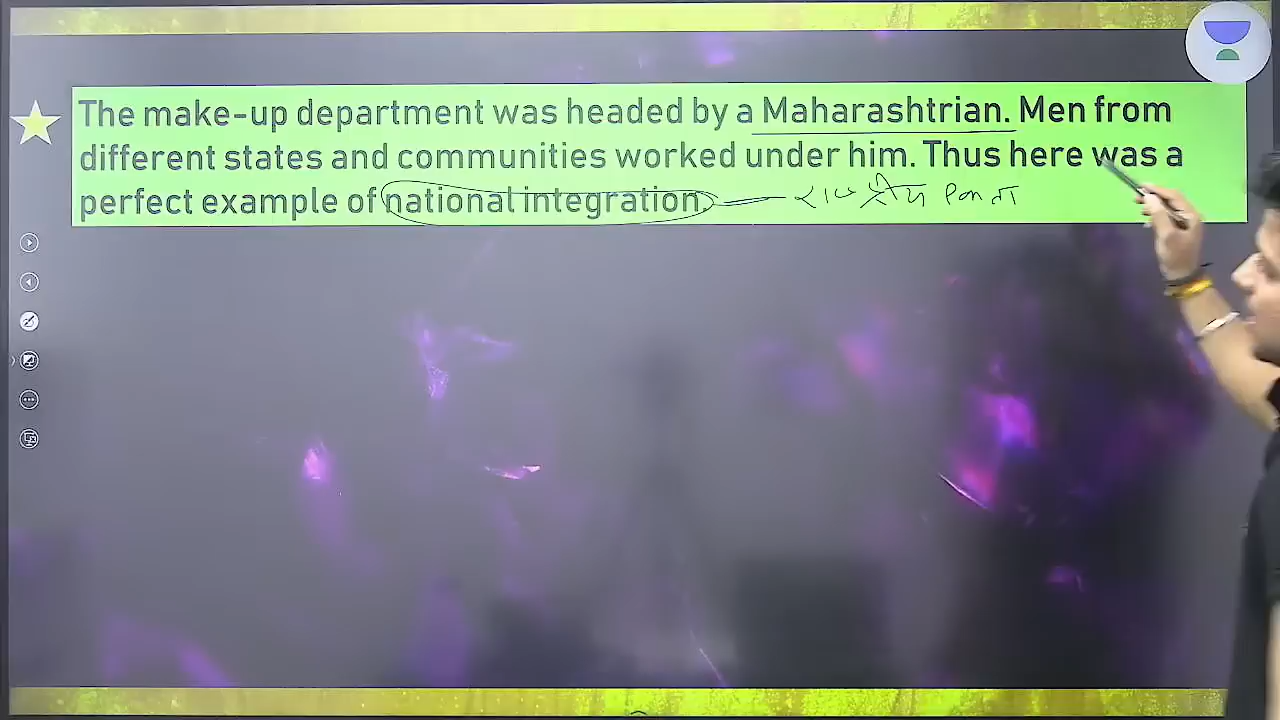 The make-up department was headed by a Maharashtrian. Men from
different states and communities worked under him. Thus here was a
perfect example of national integration. राष्ट्रीय एकता